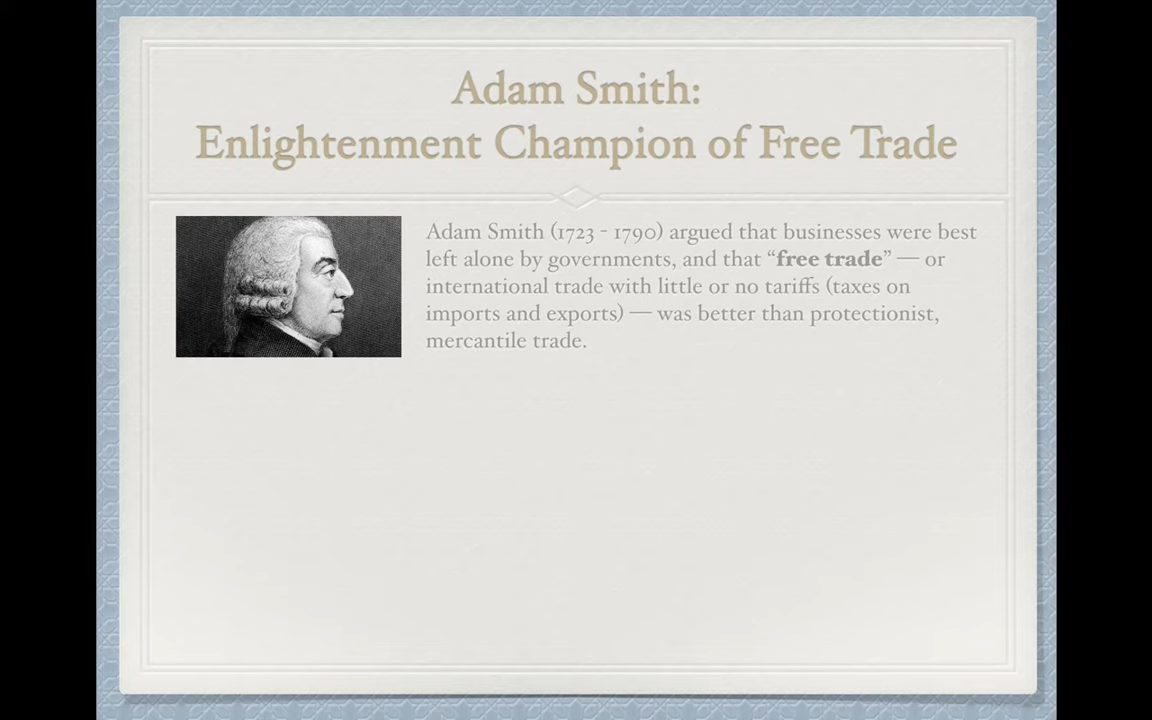 Adam Smith:
Enlightenment Champion of Free Trade
Adam Smith (1723 - 1790) argued that businesses were best
left alone by governments, and that “free trade” — or
international trade with little or no tariffs (taxes on
imports and exports) — was better than protectionist,
mercantile trade.